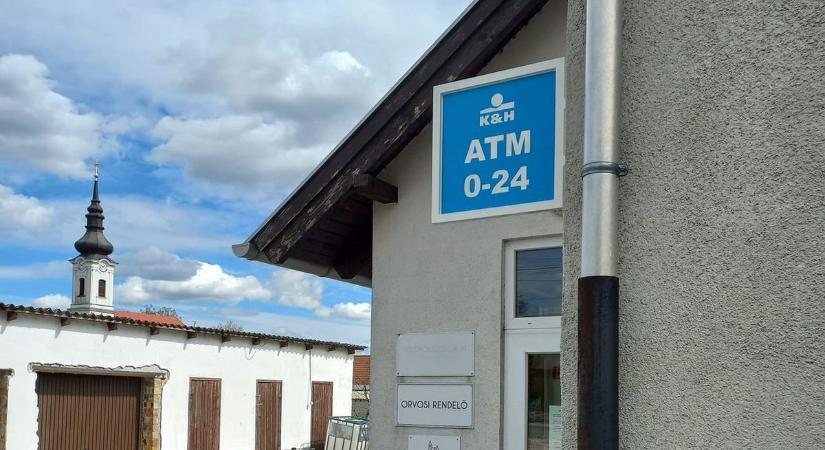 K&H
ATM
0-24
ORVOSI RENDELŐ